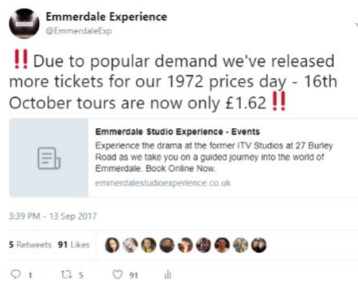 Emmerdale Experience
@EmmerdaleExp
‼️Due to popular demand we've released
more tickets for our 1972 prices day - 16th
October tours are now only £1.62‼️
Emmerdale Studio Experience - Events
Experience the drama at the former ITV Studios at 27 Burley
Road as we take you on a guided journey into the world of
Emmerdale. Book Online Now.
emmerdalestudioexperience.co.uk
3:39 PM - 13 Sep 2017
5 Retweets 91 Likes
1 5 91